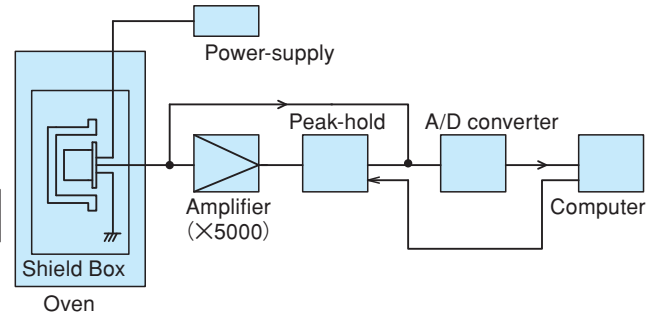 Power-supply
Peak-hold
A/D converter
Amplifier
(×5000)
Computer
Shield Box
Oven